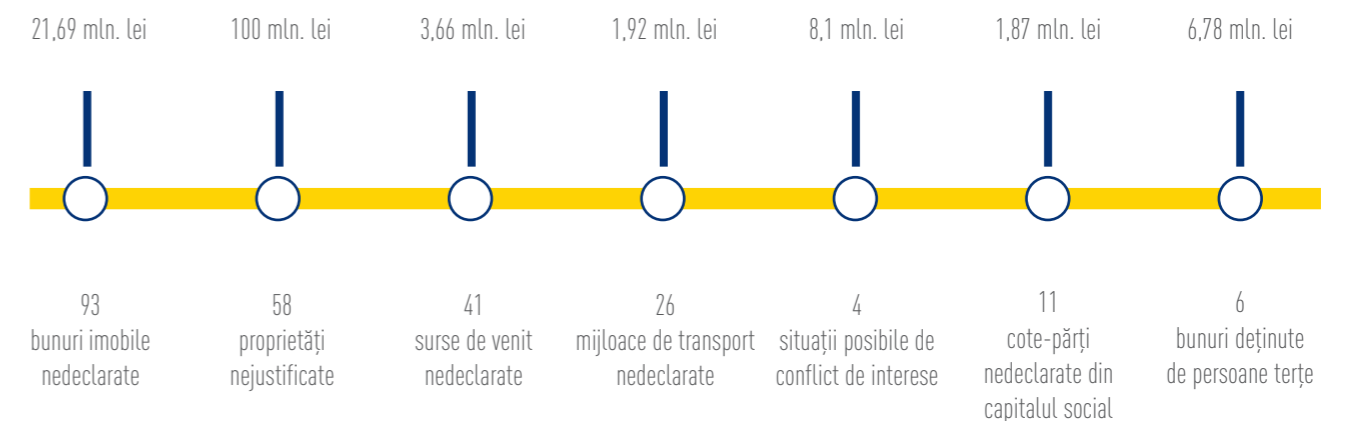 21,69 mln. lei
100 mln. lei
3,66 mln. lei
1,92 mln. lei
8,1 mln. lei
1,87 mln. lei
6,78 mln. lei
93
bunuri imobile
nedeclarate
58
proprietăți
nejustificate
41
surse de venit
nedeclarate
26
mijloace de transport
nedeclarate
4
situații posibile de
conflict de interese
11
cote-părți
nedeclarate din
capitalul social
6
bunuri deținute
de persoane terțe